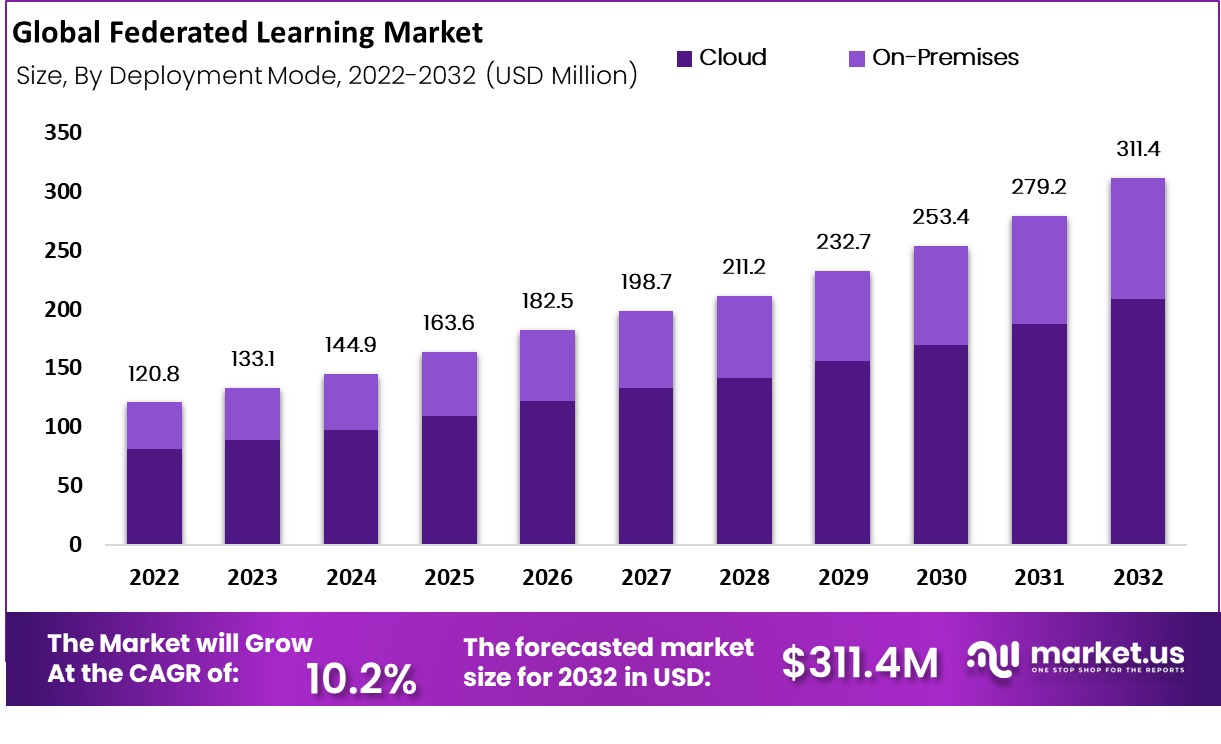 Global Federated Learning Market
Size, By Deployment Mode, 2022-2032 (USD Million)
Cloud
On-Premises
350
300
250
200
150
100
50
0
120.8
133.1
144.9
163.6
182.5
198.7
211.2
232.7
253.4
279.2
311.4
2022
2023
2024
2025
2026
2027
2028
2029
2030
2031
2032
The Market will Grow
At the CAGR of:
10.2%
The forecasted market
size for 2032 in USD:
$311.4M
market.us
ONE STOP SHOP FOR THE REPORTS